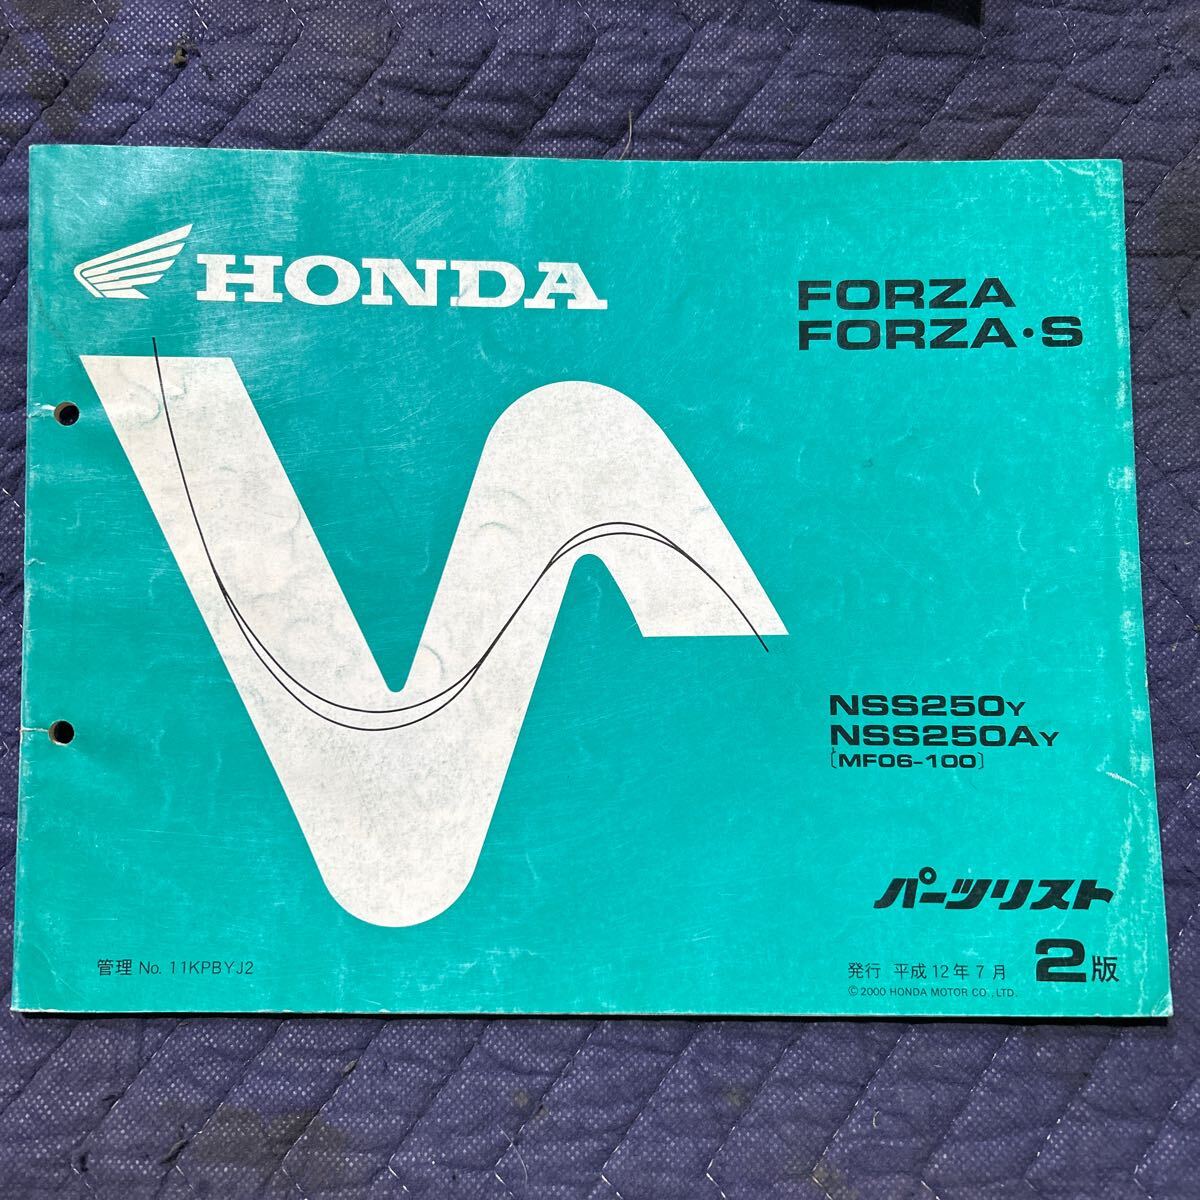 HONDA
FORZA
FORZA・S
NSS250Y
NSS250AY
〔MF06-100〕
パーツリスト
2版
管理 No. 11KPBYJ2
発行 平成12年7月
©2000 HONDA MOTOR CO., LTD.